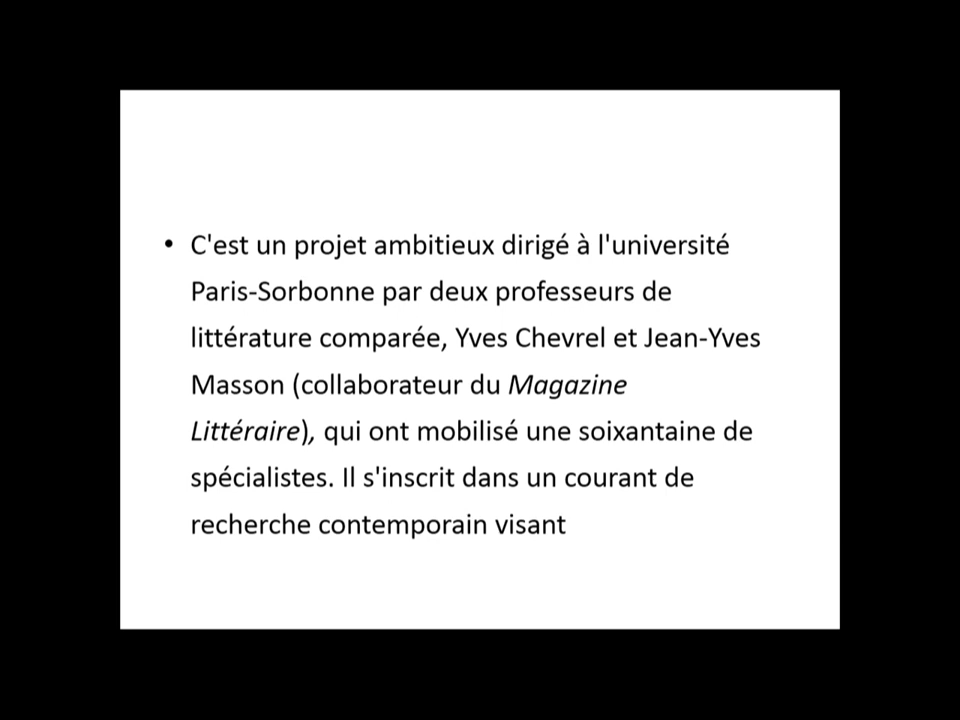 • C'est un projet ambitieux dirigé à l'université
Paris-Sorbonne par deux professeurs de
littérature comparée, Yves Chevrel et Jean-Yves
Masson (collaborateur du Magazine
Littéraire), qui ont mobilisé une soixantaine de
spécialistes. Il s'inscrit dans un courant de
recherche contemporain visant